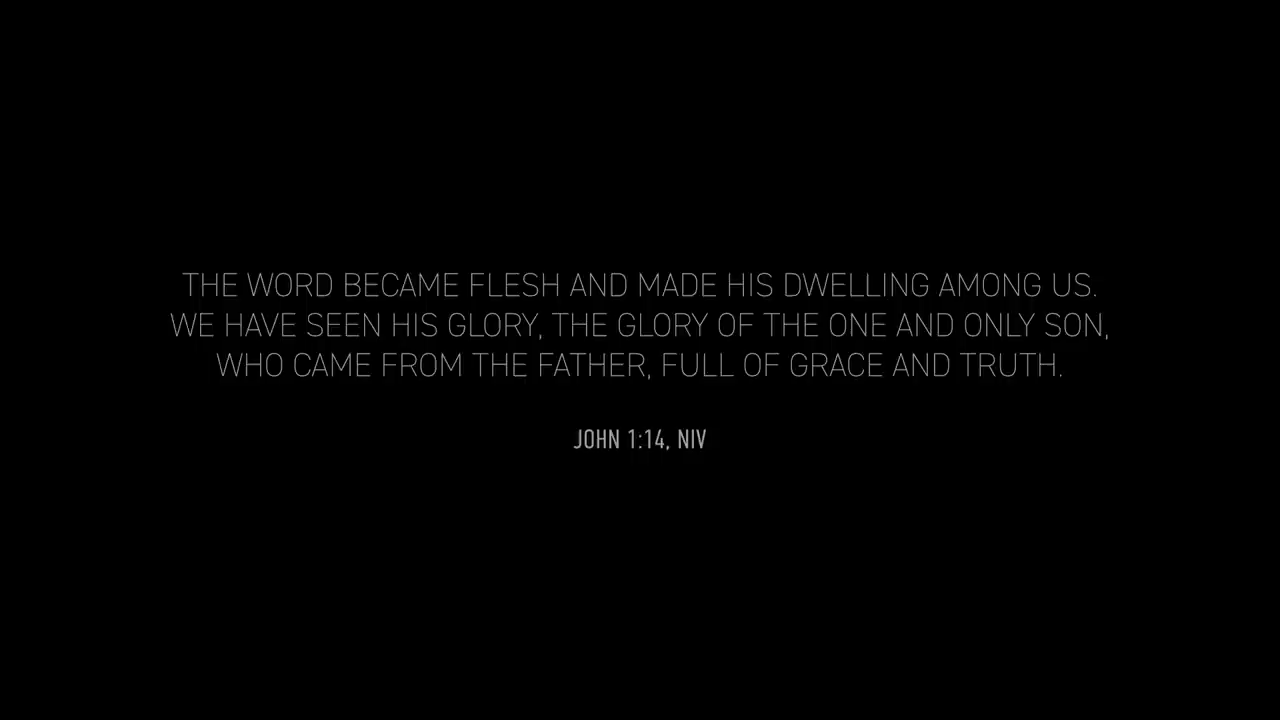 THE WORD BECAME FLESH AND MADE HIS DWELLING AMONG US.
WE HAVE SEEN HIS GLORY, THE GLORY OF THE ONE AND ONLY SON,
WHO CAME FROM THE FATHER, FULL OF GRACE AND TRUTH.
JOHN 1:14, NIV